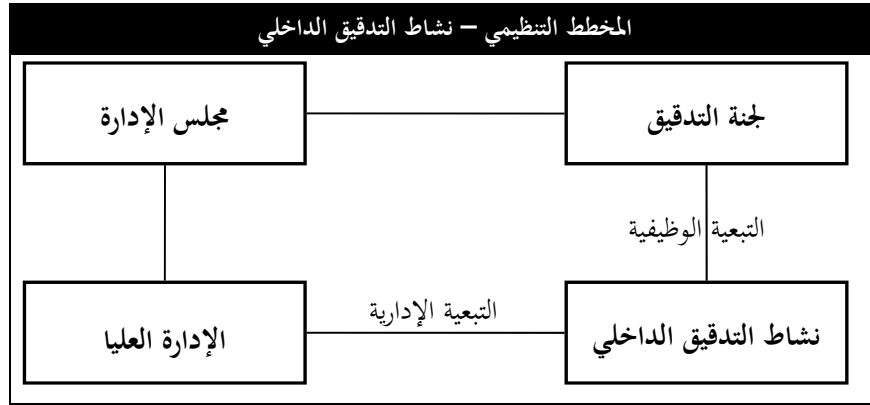 المخطط التنظيمي – نشاط التدقيق الداخلي
لجنة التدقيق
مجلس الإدارة
التبعية الوظيفية
التبعية الإدارية
نشاط التدقيق الداخلي
الإدارة العليا